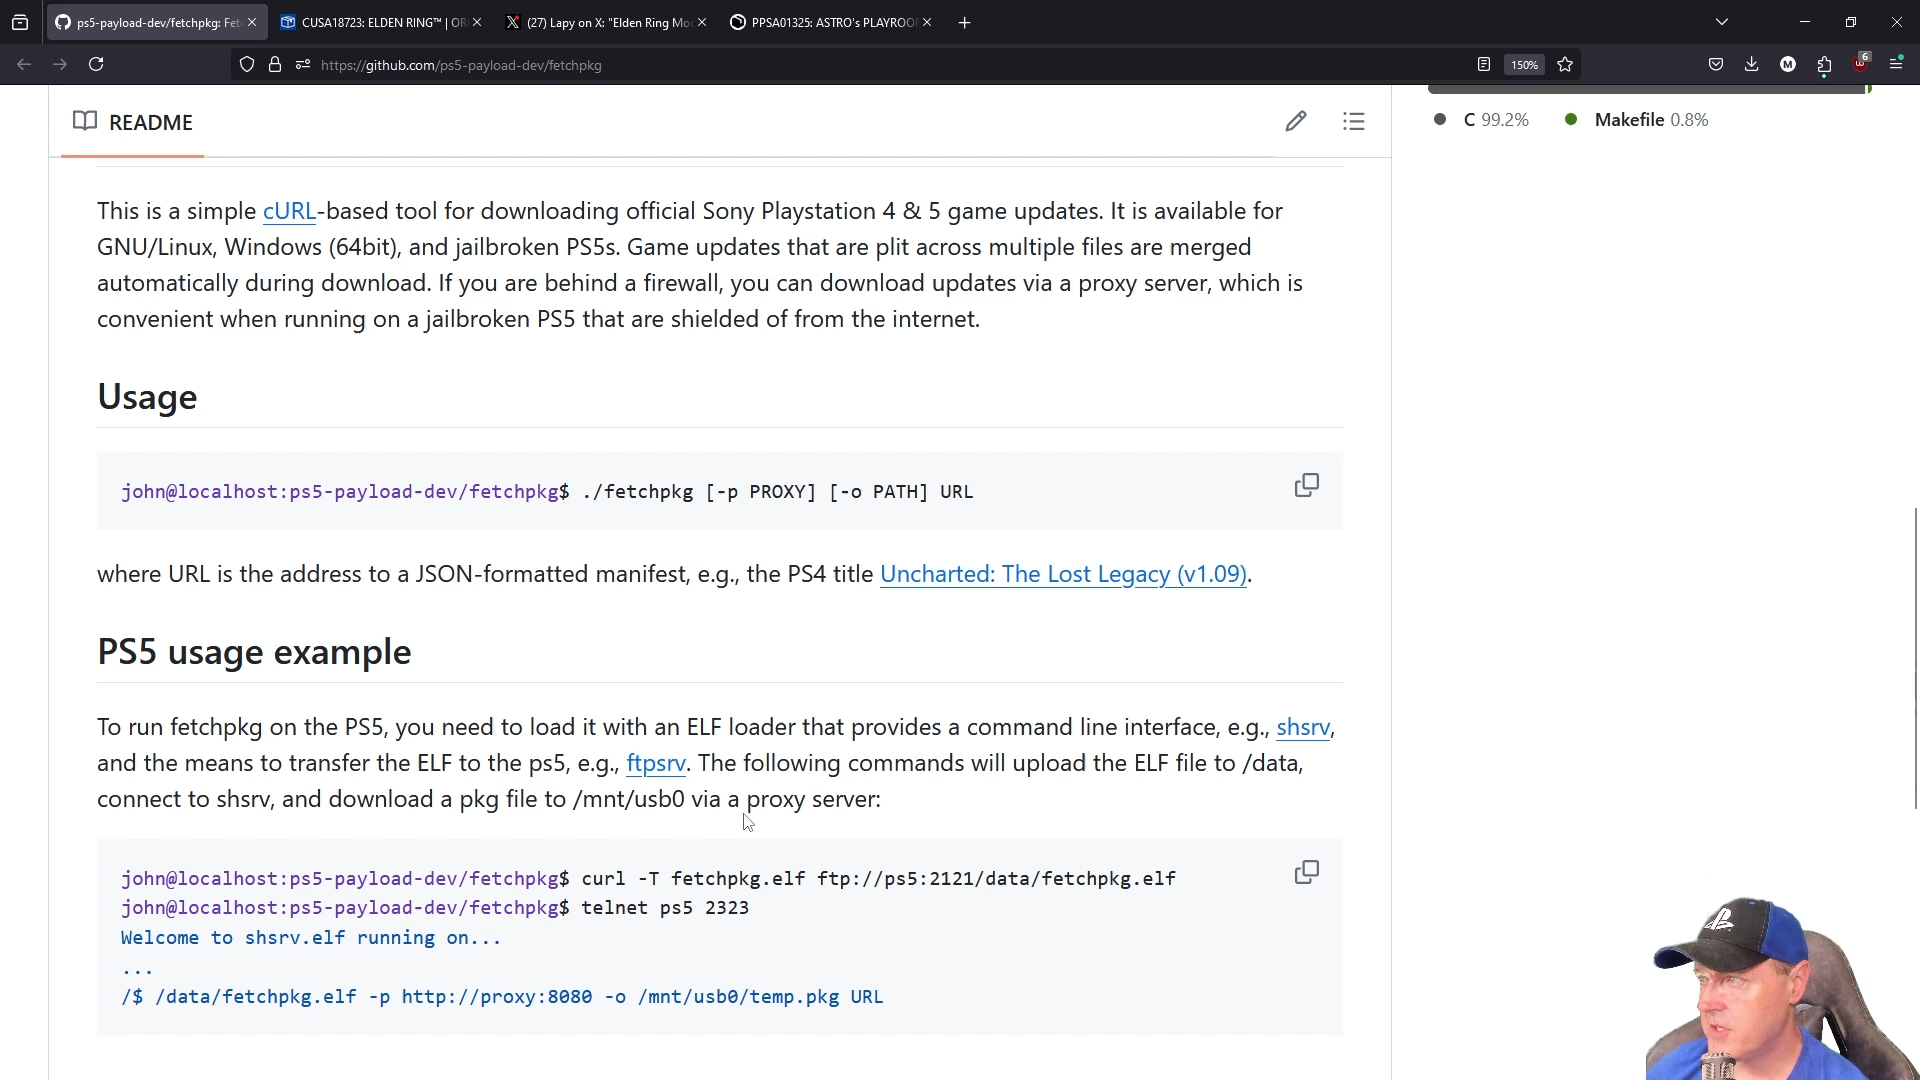 ps5-payload-dev/fetchpkg: Fet
CUSA18723: ELDEN RING™ | OR
(27) Lapy on X: "Elden Ring Mo
PPSA01325: ASTRO's PLAYROO
https://github.com/ps5-payload-dev/fetchpkg
150%
M
6
README
C 99.2%
Makefile 0.8%
This is a simple cURL-based tool for downloading official Sony Playstation 4 & 5 game updates. It is available for
GNU/Linux, Windows (64bit), and jailbroken PS5s. Game updates that are plit across multiple files are merged
automatically during download. If you are behind a firewall, you can download updates via a proxy server, which is
convenient when running on a jailbroken PS5 that are shielded of from the internet.
Usage
john@localhost:ps5-payload-dev/fetchpkg$ ./fetchpkg [-p PROXY] [-o PATH] URL
where URL is the address to a JSON-formatted manifest, e.g., the PS4 title Uncharted: The Lost Legacy (v1.09).
PS5 usage example
To run fetchpkg on the PS5, you need to load it with an ELF loader that provides a command line interface, e.g., shsrv,
and the means to transfer the ELF to the ps5, e.g., ftpsrv. The following commands will upload the ELF file to /data,
connect to shsrv, and download a pkg file to /mnt/usb0 via a proxy server:
john@localhost:ps5-payload-dev/fetchpkg$ curl -T fetchpkg.elf ftp://ps5:2121/data/fetchpkg.elf
john@localhost:ps5-payload-dev/fetchpkg$ telnet ps5 2323
Welcome to shsrv.elf running on...
...
/$ /data/fetchpkg.elf -p http://proxy:8080 -o /mnt/usb0/temp.pkg URL